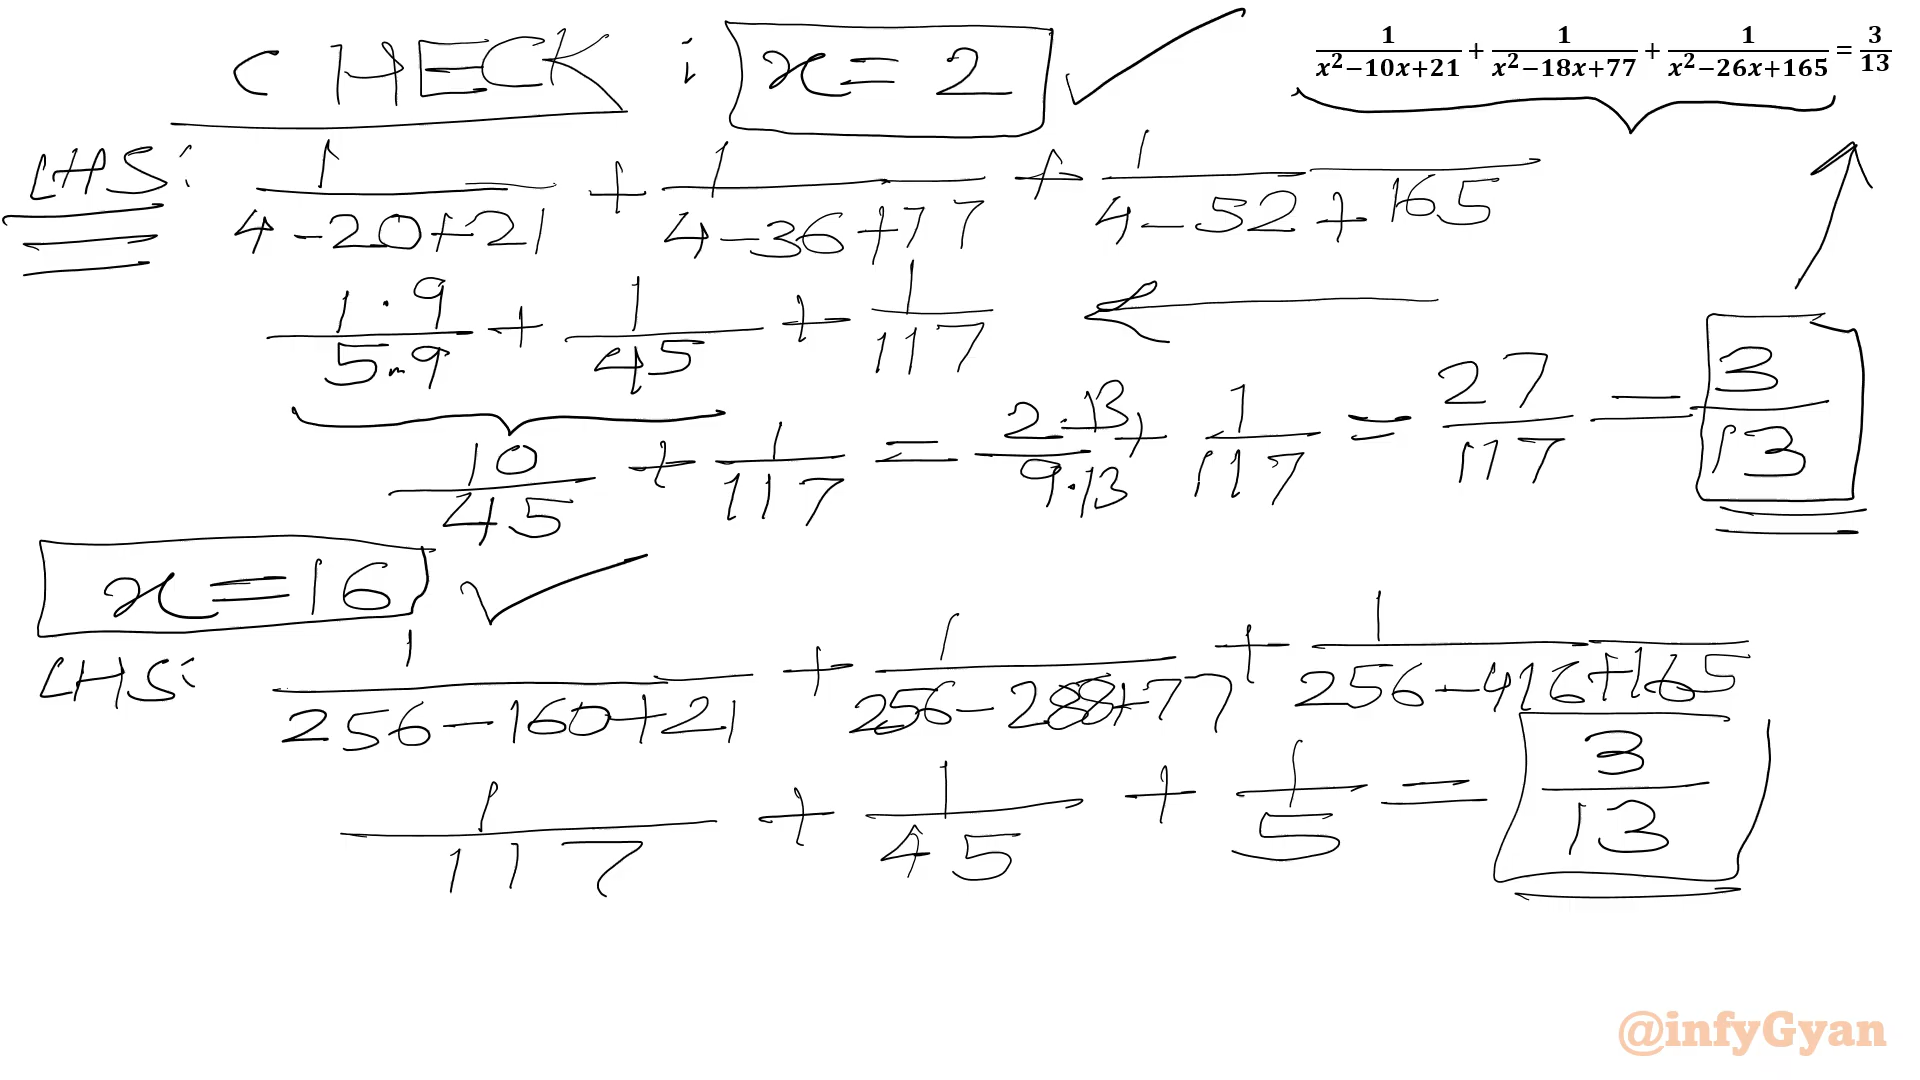 CHECK : x = 2
1/(x²−10x+21) + 1/(x²−18x+77) + 1/(x²−26x+165) = 3/13
LHS: 1/(4-20+21) + 1/(4-36+77) + 1/(4-52+165)
1·9/5·9 + 1/45 + 1/117
10/45 + 1/117 = 2·13/9·13 + 1/117 = 27/117 = 3/13
x = 16
LHS: 1/(256-160+21) + 1/(256-288+77) + 1/(256-416+165)
1/117 + 1/45 + 1/5 = 3/13
@infyGyan